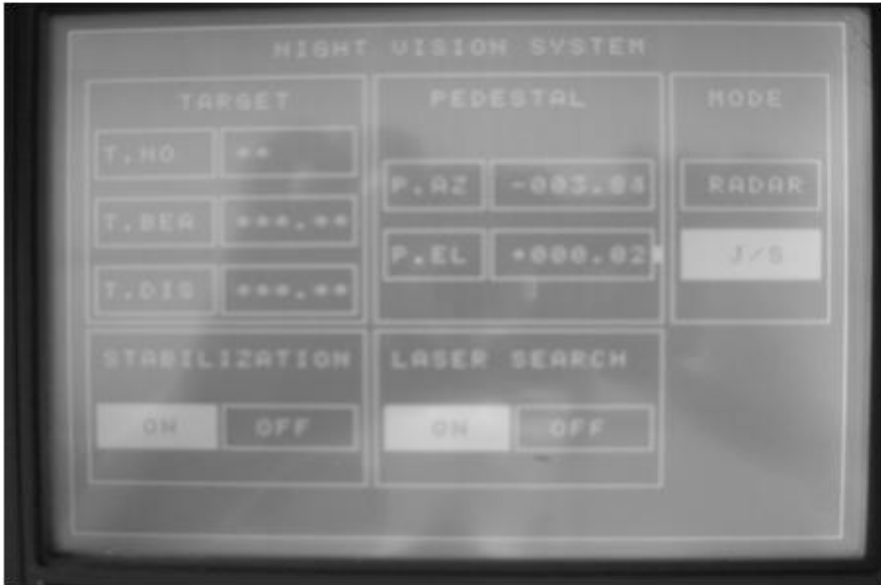 NIGHT VISION SYSTEM
TARGET
T.NO **
T.BEA ***.**
T.DIS ***.**
PEDESTAL
P.AZ -003.84
P.EL +000.02
MODE
RADAR
J/S
STABILIZATION
ON OFF
LASER SEARCH
ON OFF